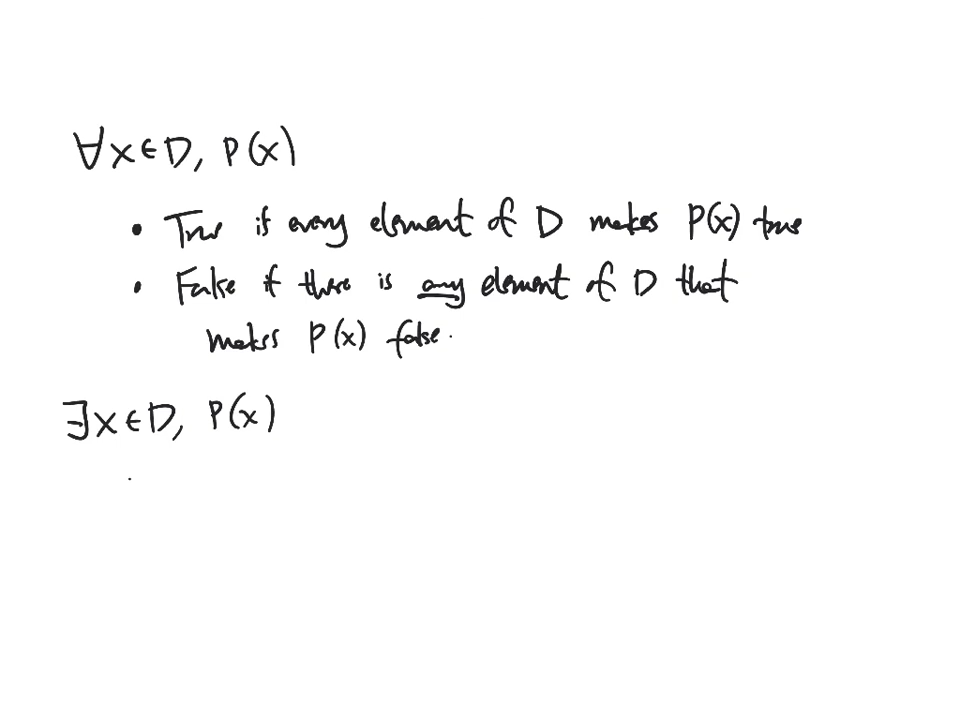 ∀x∈D, P(x)
• True if every element of D makes P(x) true
• False if there is any element of D that
makes P(x) false.
∃x∈D, P(x)